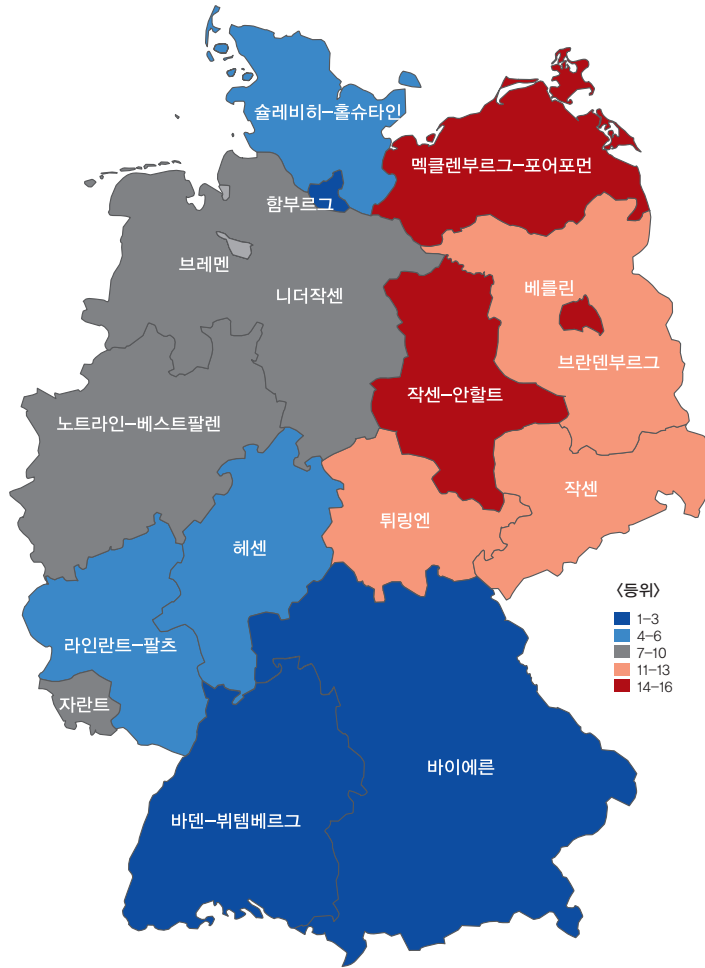 슐레비히–홀슈타인
멕클렌부르그–포어포먼
함부르그
브레멘
니더작센
베를린
브란덴부르그
작센–안할트
노트라인–베스트팔렌
작센
튀링엔
헤센
라인란트–팔츠
자란트
바이에른
바덴–뷔템베르그
〈등위〉
1–3
4–6
7–10
11–13
14–16